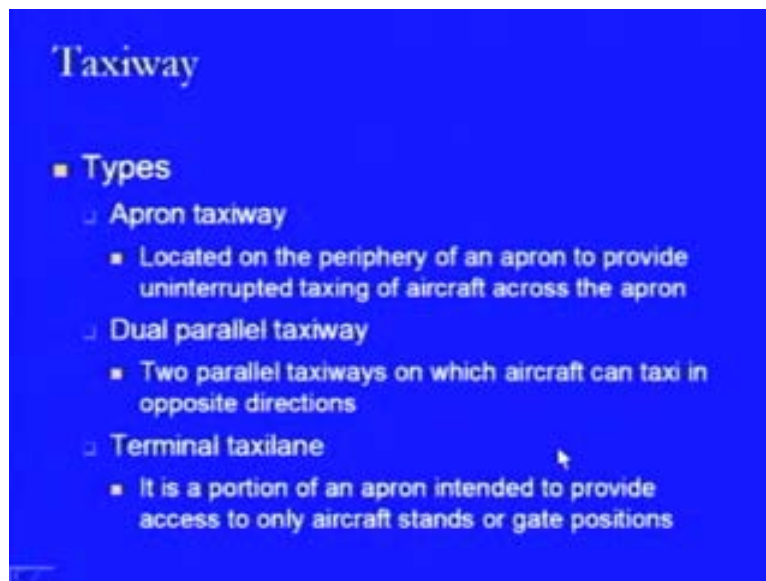 Taxiway
Types
Apron taxiway
Located on the periphery of an apron to provide
uninterrupted taxing of aircraft across the apron
Dual parallel taxiway
Two parallel taxiways on which aircraft can taxi in
opposite directions
Terminal taxilane
It is a portion of an apron intended to provide
access to only aircraft stands or gate positions